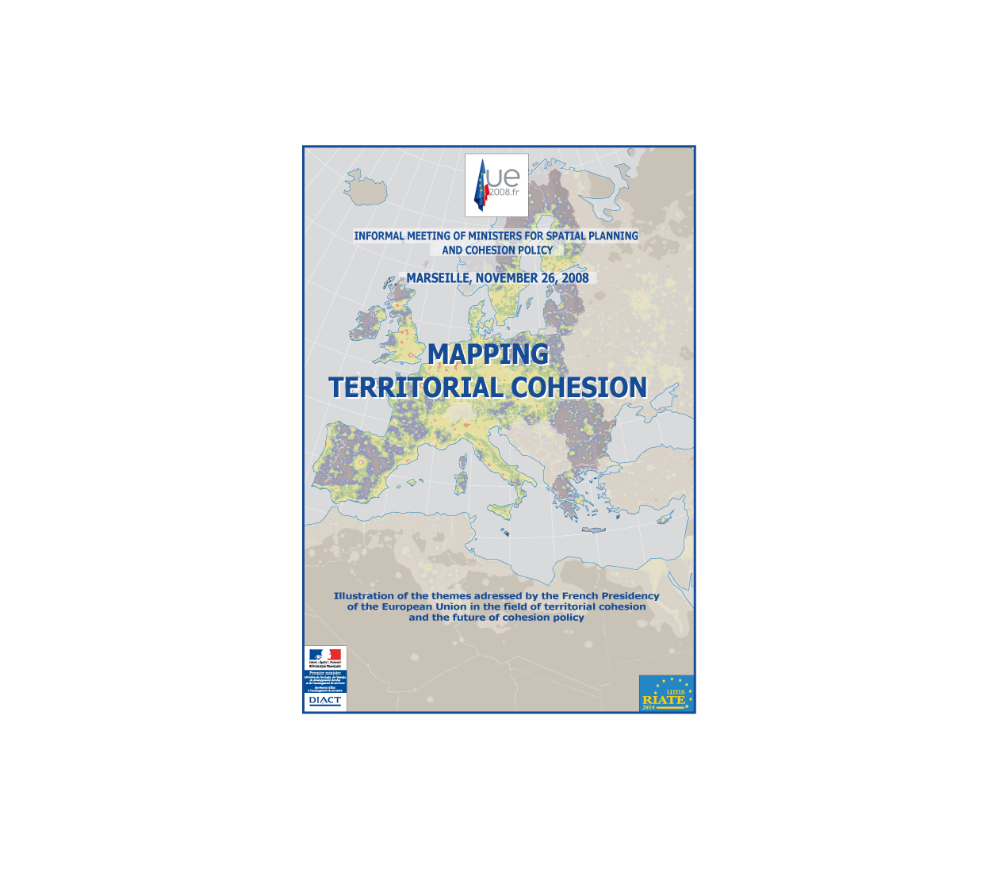 ue
2008.fr
INFORMAL MEETING OF MINISTERS FOR SPATIAL PLANNING
AND COHESION POLICY
MARSEILLE, NOVEMBER 26, 2008
MAPPING
TERRITORIAL COHESION
Illustration of the themes adressed by the French Presidency
of the European Union in the field of territorial cohesion
and the future of cohesion policy
Liberté • Égalité • Fraternité
RÉPUBLIQUE FRANÇAISE
Premier ministre
DIACT
ums
RIATE
2414